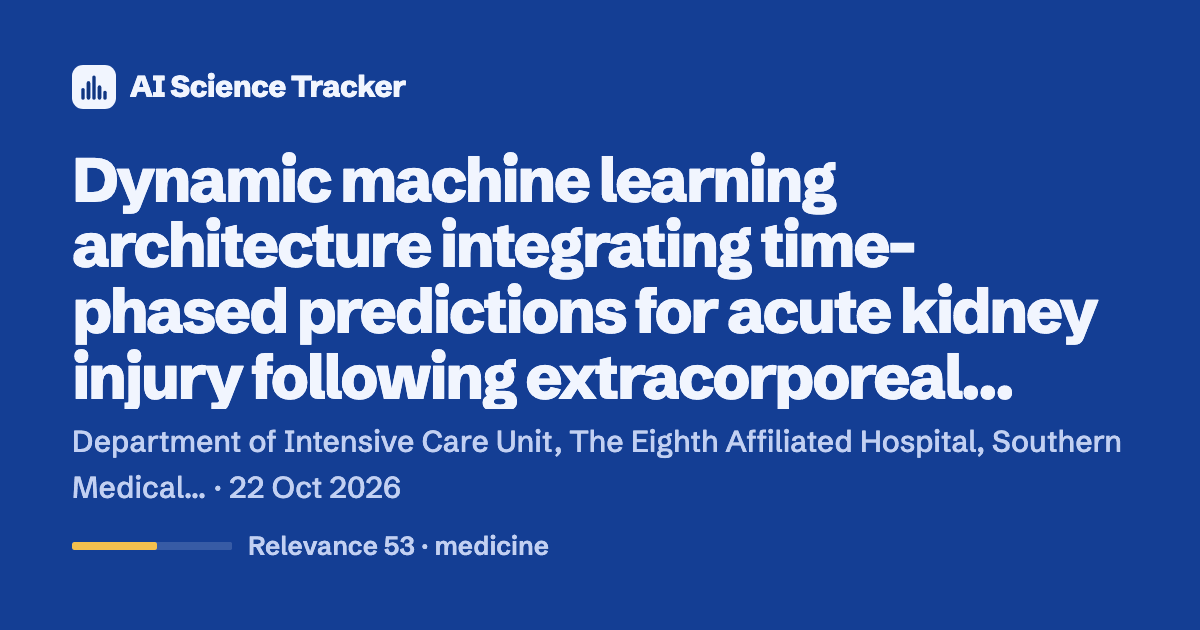 AI Science Tracker
Dynamic machine learning
architecture integrating time-
phased predictions for acute kidney
injury following extracorporeal...
Department of Intensive Care Unit, The Eighth Affiliated Hospital, Southern
Medical... · 22 Oct 2026
Relevance 53 · medicine